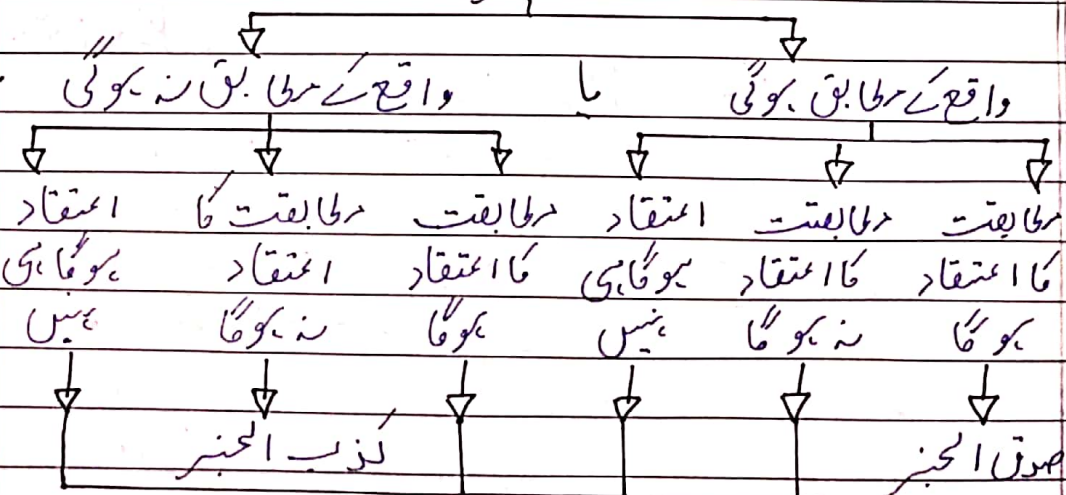 واقع کے مطابق ہوگی یا واقع کے مطابق نہ ہوگی
مطابقت مطابقت اعتقاد مطابقت مطابقت کا اعتقاد
کا اعتقاد کا اعتقاد ہوگا ہی کا اعتقاد اعتقاد ہوگا ہی
ہوگا نہ ہوگا نہیں ہوگا نہ ہوگا نہیں
صدق الخبر کذب الخبر